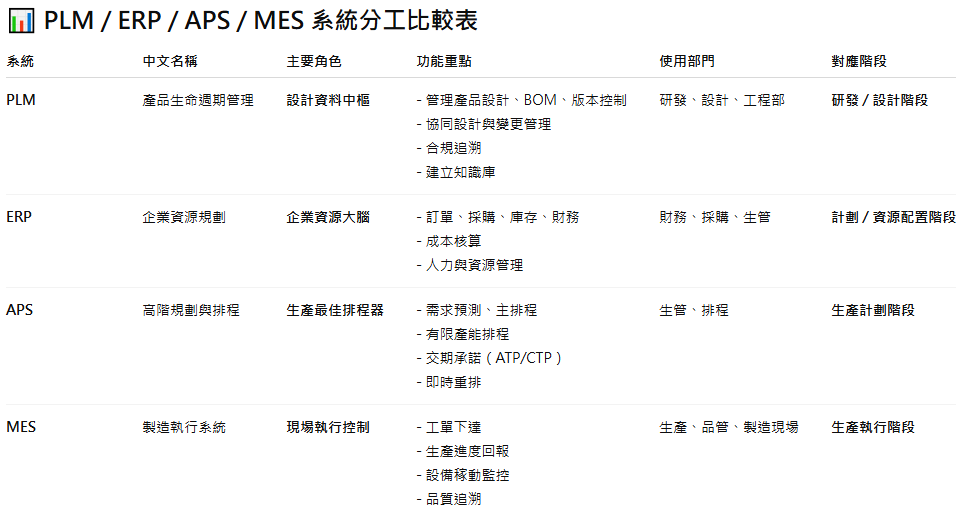 📊 PLM / ERP / APS / MES 系統分工比較表
系統 中文名稱 主要角色 功能重點 使用部門 對應階段
PLM 產品生命週期管理 設計資料中樞 - 管理產品設計、BOM、版本控制 研發、設計、工程部 研發 / 設計階段
- 協同設計與變更管理
- 合規追溯
- 建立知識庫
ERP 企業資源規劃 企業資源大腦 - 訂單、採購、庫存、財務 財務、採購、生管 計劃 / 資源配置階段
- 成本核算
- 人力與資源管理
APS 高階規劃與排程 生產最佳排程器 - 需求預測、主排程 生管、排程 生產計劃階段
- 有限產能排程
- 交期承諾（ATP/CTP）
- 即時重排
MES 製造執行系統 現場執行控制 - 工單下達 生產、品管、製造現場 生產執行階段
- 生產進度回報
- 設備稼動監控
- 品質追溯